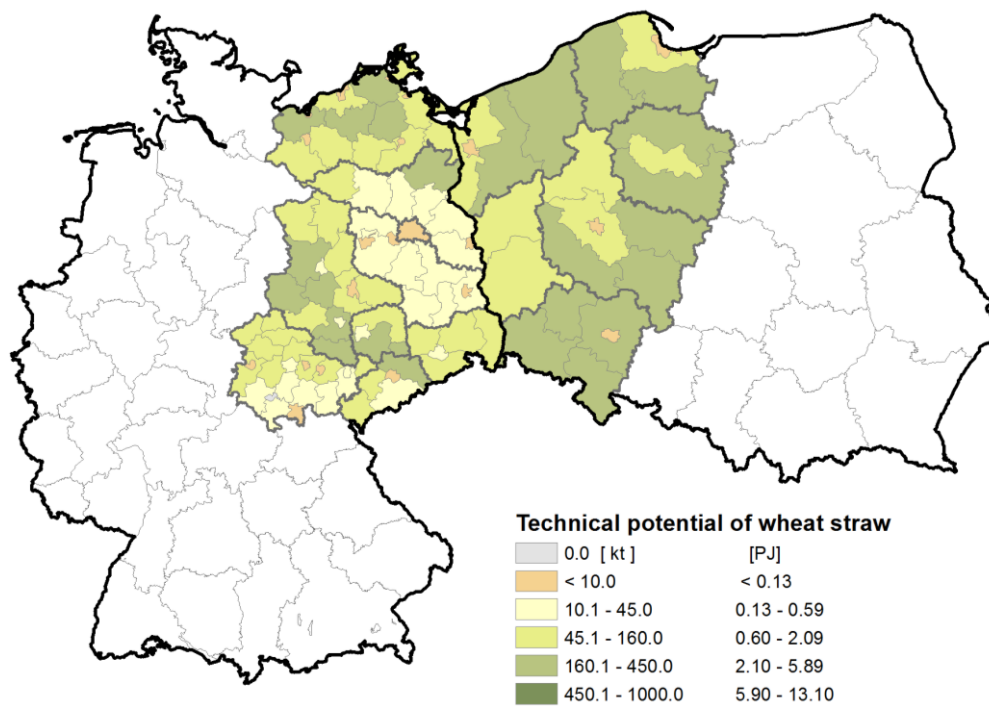 Technical potential of wheat straw
0.0 [ kt ] [PJ]
< 10.0 < 0.13
10.1 - 45.0 0.13 - 0.59
45.1 - 160.0 0.60 - 2.09
160.1 - 450.0 2.10 - 5.89
450.1 - 1000.0 5.90 - 13.10